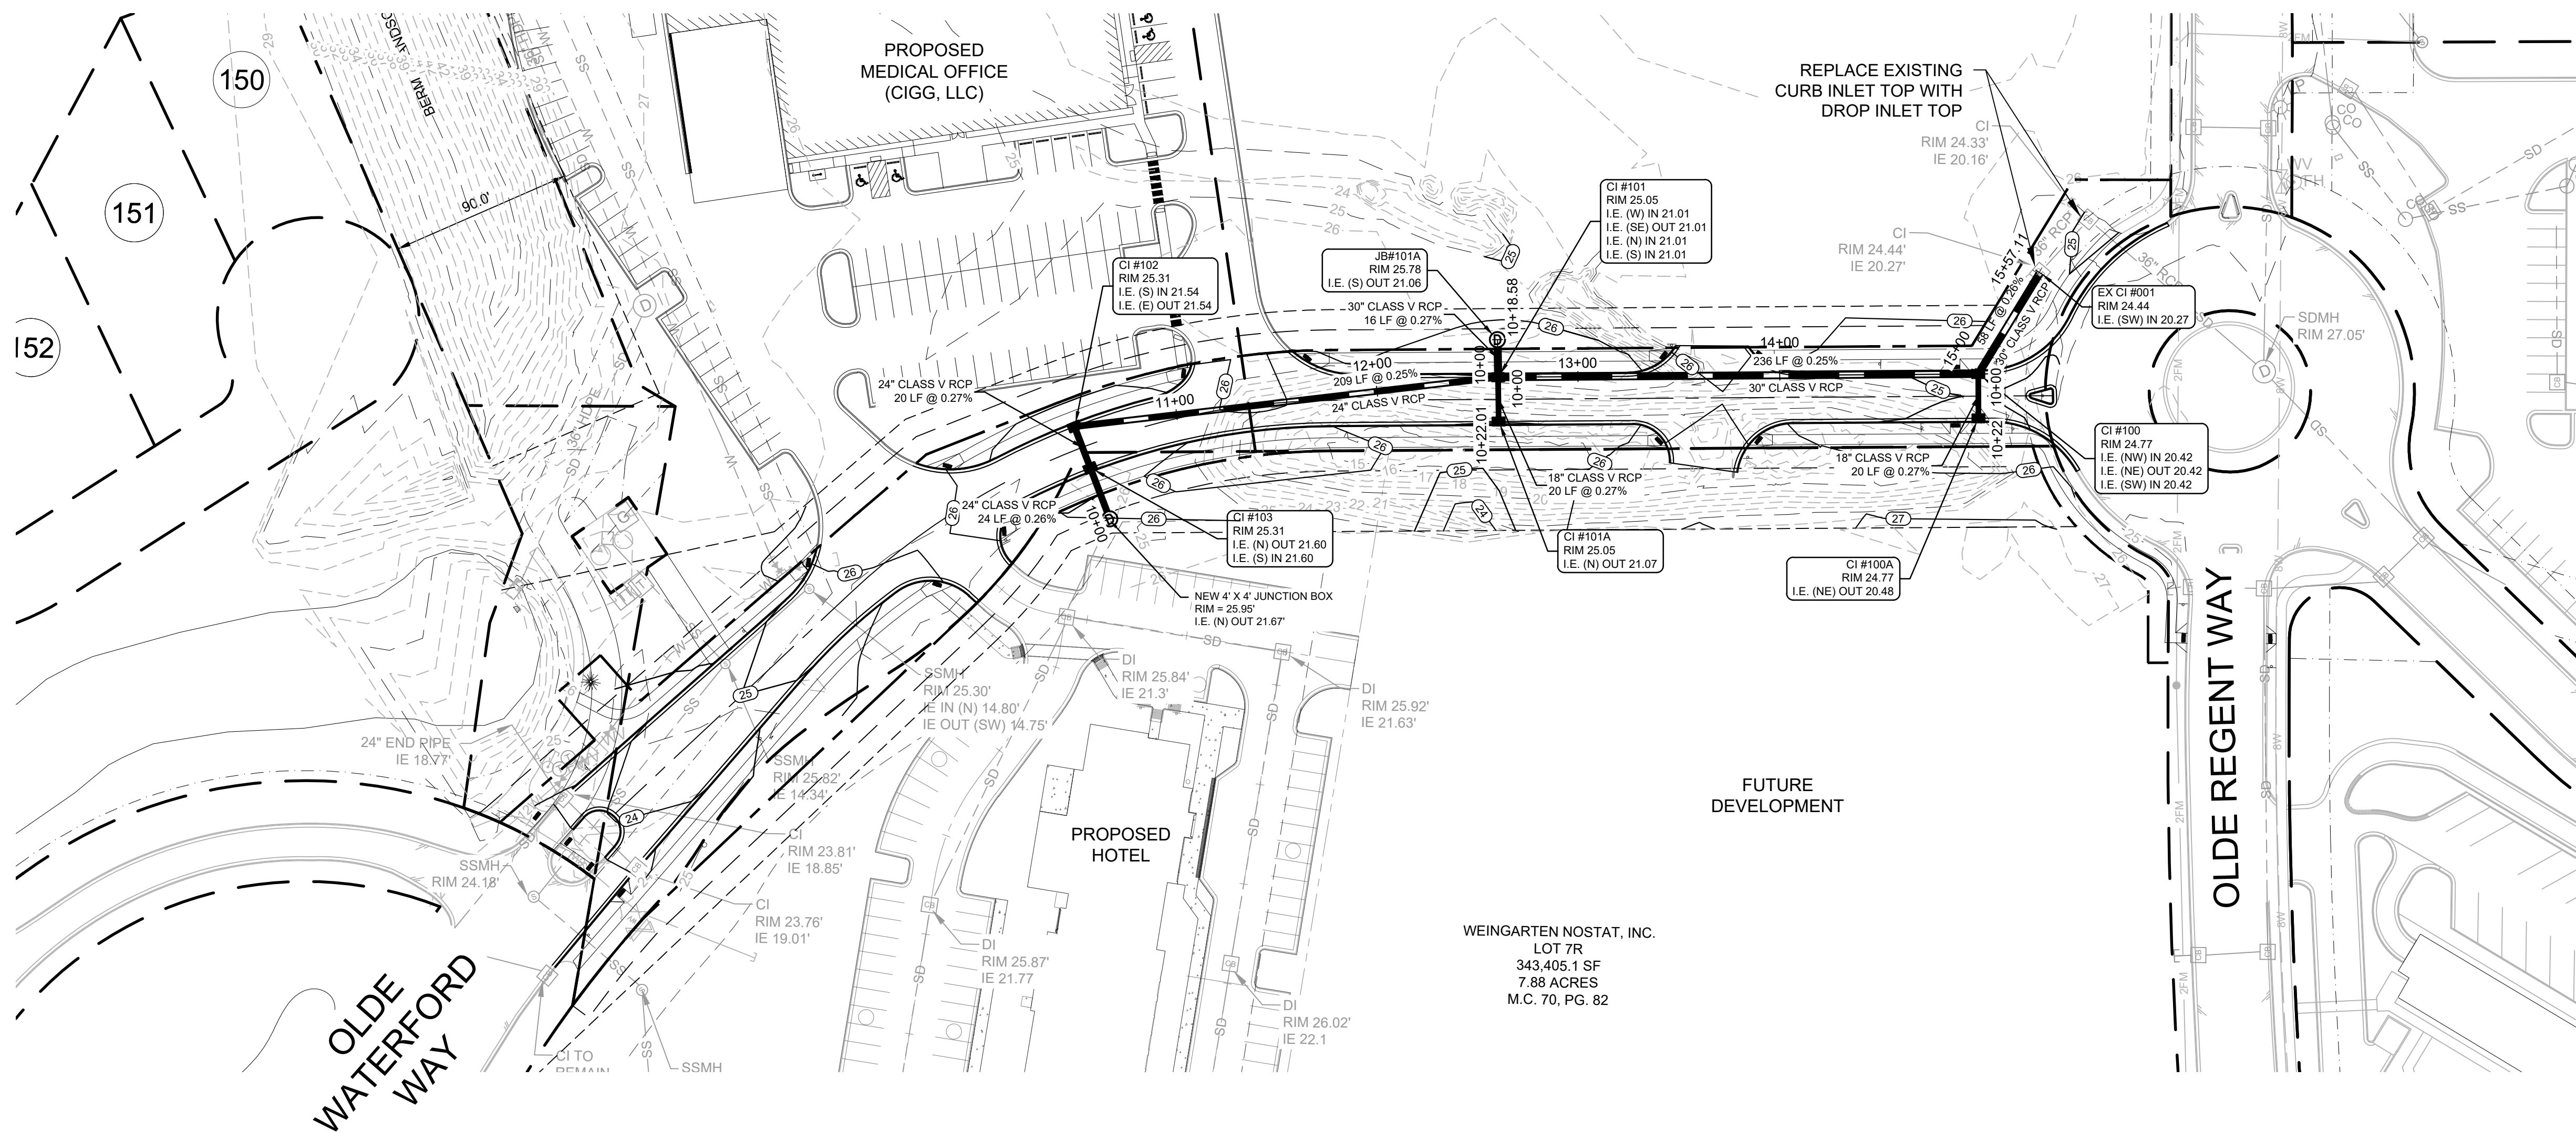 150
151
152
BERM
90.0'
PROPOSED
MEDICAL OFFICE
(CIGG, LLC)
REPLACE EXISTING
CURB INLET TOP WITH
DROP INLET TOP
CI
RIM 24.33'
IE 20.16'
CI
RIM 24.44'
IE 20.27'
CI #101
RIM 25.05
I.E. (W) IN 21.01
I.E. (SE) OUT 21.01
I.E. (N) IN 21.01
I.E. (S) IN 21.01
JB#101A
RIM 25.78
I.E. (S) OUT 21.06
CI #102
RIM 25.31
I.E. (S) IN 21.54
I.E. (E) OUT 21.54
30" CLASS V RCP
16 LF @ 0.27%
10+18.58
10+00
10+00
10+22.01
EX CI #001
RIM 24.44
I.E. (SW) IN 20.27
SDMH
RIM 27.05'
15+57.11
58 LF @ 0.26%
30" CLASS V RCP
36" RCP
24" CLASS V RCP
20 LF @ 0.27%
11+00
12+00
209 LF @ 0.25%
24" CLASS V RCP
13+00
14+00
236 LF @ 0.25%
30" CLASS V RCP
15+00
10+00
10+22
CI #100
RIM 24.77
I.E. (NW) IN 20.42
I.E. (NE) OUT 20.42
I.E. (SW) IN 20.42
18" CLASS V RCP
20 LF @ 0.27%
18" CLASS V RCP
20 LF @ 0.27%
24" CLASS V RCP
24 LF @ 0.26%
10+00
CI #103
RIM 25.31
I.E. (N) OUT 21.60
I.E. (S) IN 21.60
CI #101A
RIM 25.05
I.E. (N) OUT 21.07
CI #100A
RIM 24.77
I.E. (NE) OUT 20.48
NEW 4' X 4' JUNCTION BOX
RIM = 25.95'
I.E. (N) OUT 21.67'
DI
RIM 25.84'
IE 21.3'
DI
RIM 25.92'
IE 21.63'
SSMH
RIM 25.30'
IE IN (N) 14.80'
IE OUT (SW) 14.75'
24" END PIPE
IE 18.77'
SSMH
RIM 25.82'
IE 14.34'
CI
RIM 23.81'
IE 18.85'
SSMH
RIM 24.18'
CI
RIM 23.76'
IE 19.01'
PROPOSED
HOTEL
FUTURE
DEVELOPMENT
DI
RIM 25.87'
IE 21.77
DI
RIM 26.02'
IE 22.1
WEINGARTEN NOSTAT, INC.
LOT 7R
343,405.1 SF
7.88 ACRES
M.C. 70, PG. 82
OLDE REGENT WAY
OLDE
WATERFORD
WAY
CI TO
REMAIN
SSMH